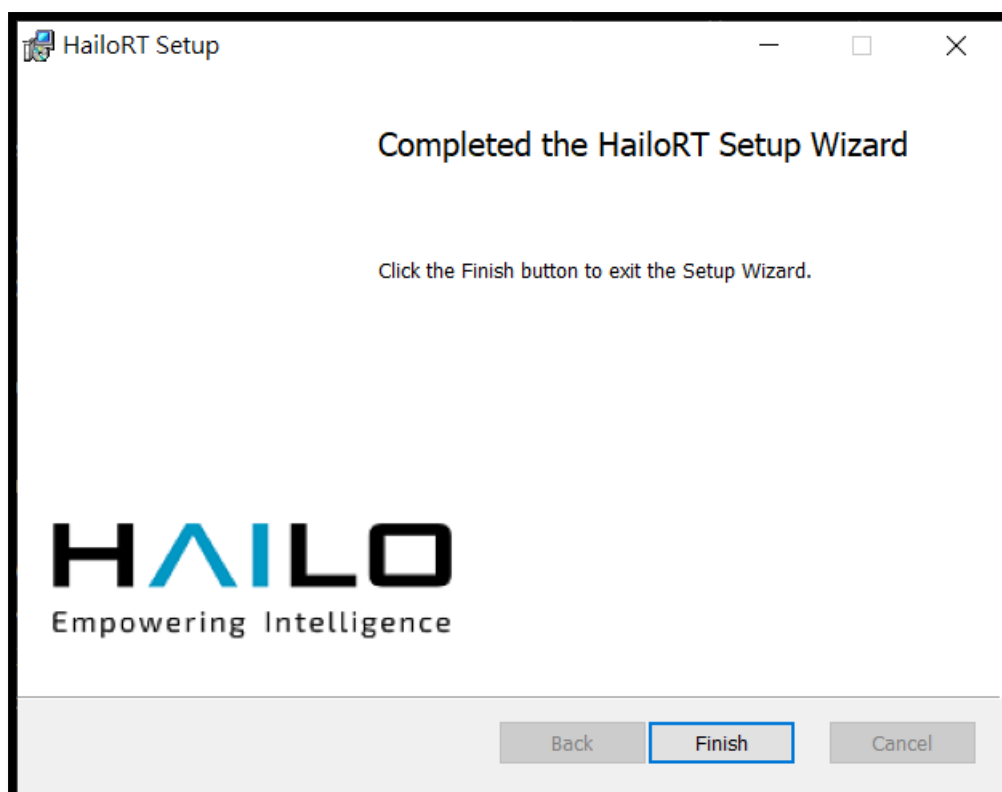 HailoRT Setup
Completed the HailoRT Setup Wizard
Click the Finish button to exit the Setup Wizard.
HAILO
Empowering Intelligence
Back
Finish
Cancel